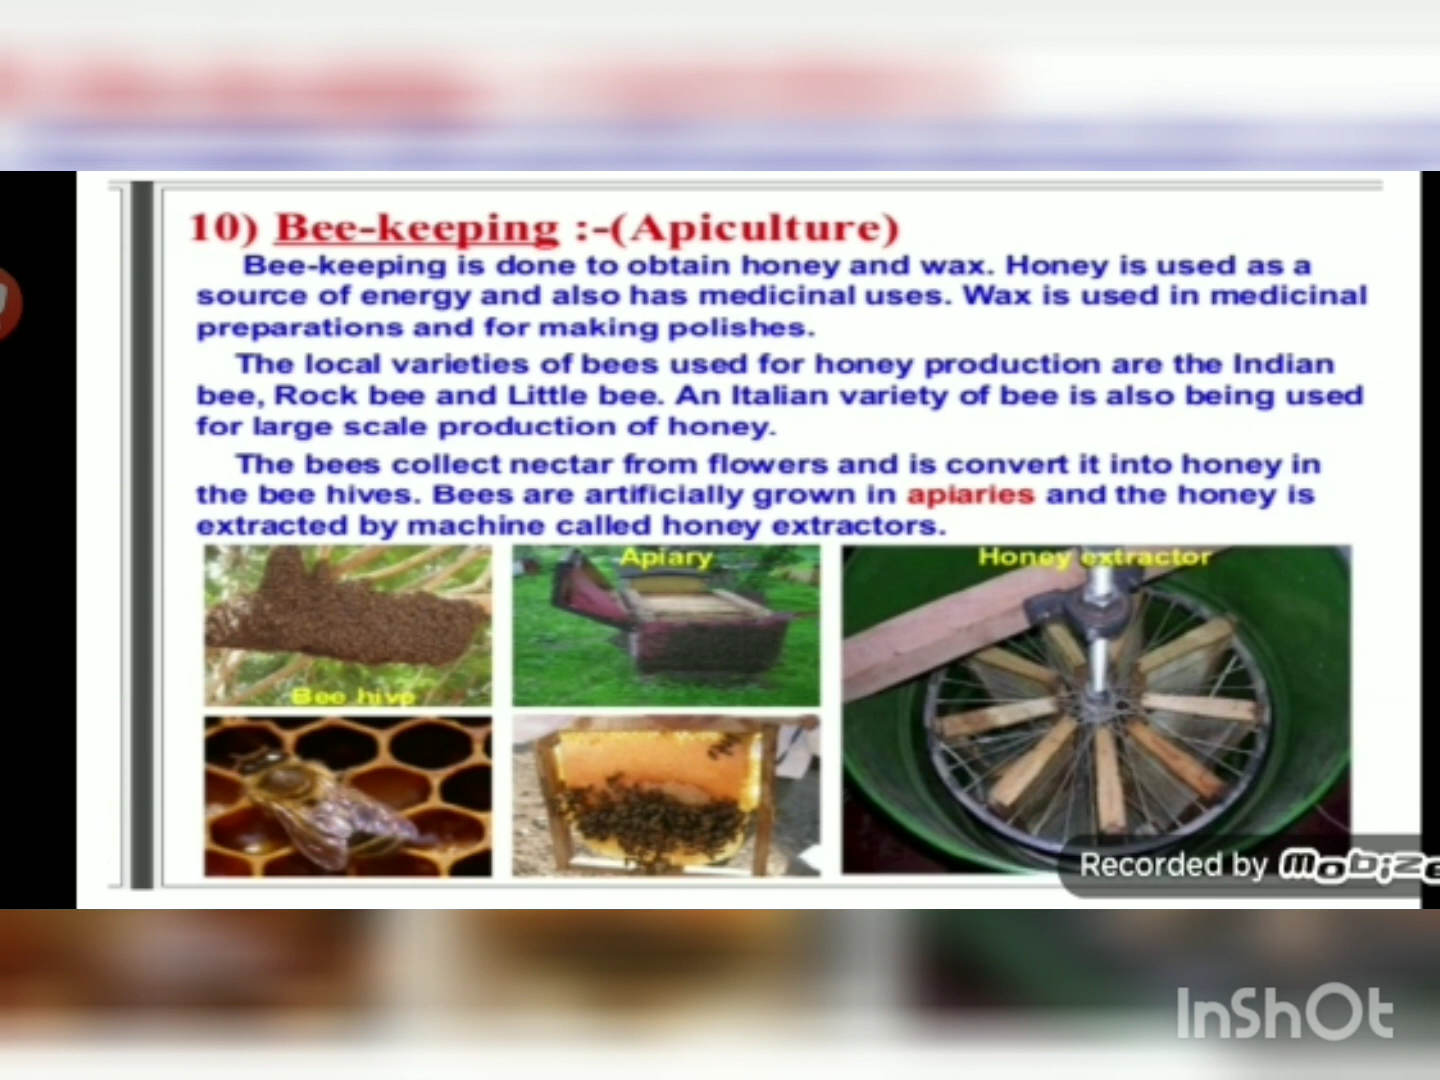 10) Bee-keeping :-(Apiculture)
Bee-keeping is done to obtain honey and wax. Honey is used as a
source of energy and also has medicinal uses. Wax is used in medicinal
preparations and for making polishes.
The local varieties of bees used for honey production are the Indian
bee, Rock bee and Little bee. An Italian variety of bee is also being used
for large scale production of honey.
The bees collect nectar from flowers and is convert it into honey in
the bee hives. Bees are artificially grown in apiaries and the honey is
extracted by machine called honey extractors.
Apiary
Honey extractor
Bee hive
Recorded by
InShOt